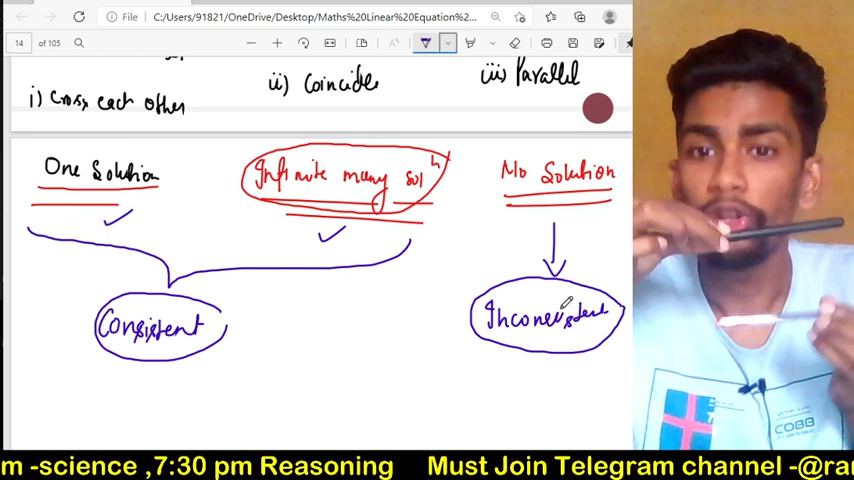 File
C:/Users/91821/OneDrive/Desktop/Maths%20Linear%20Equation%2...
14 of 105
i) Cross each other
ii) Coincide
iii) Parallel
One Solution
Infinite many solⁿ
No Solution
Consistent
Inconsistent
COBB
m -science ,7:30 pm Reasoning Must Join Telegram channel -@ra